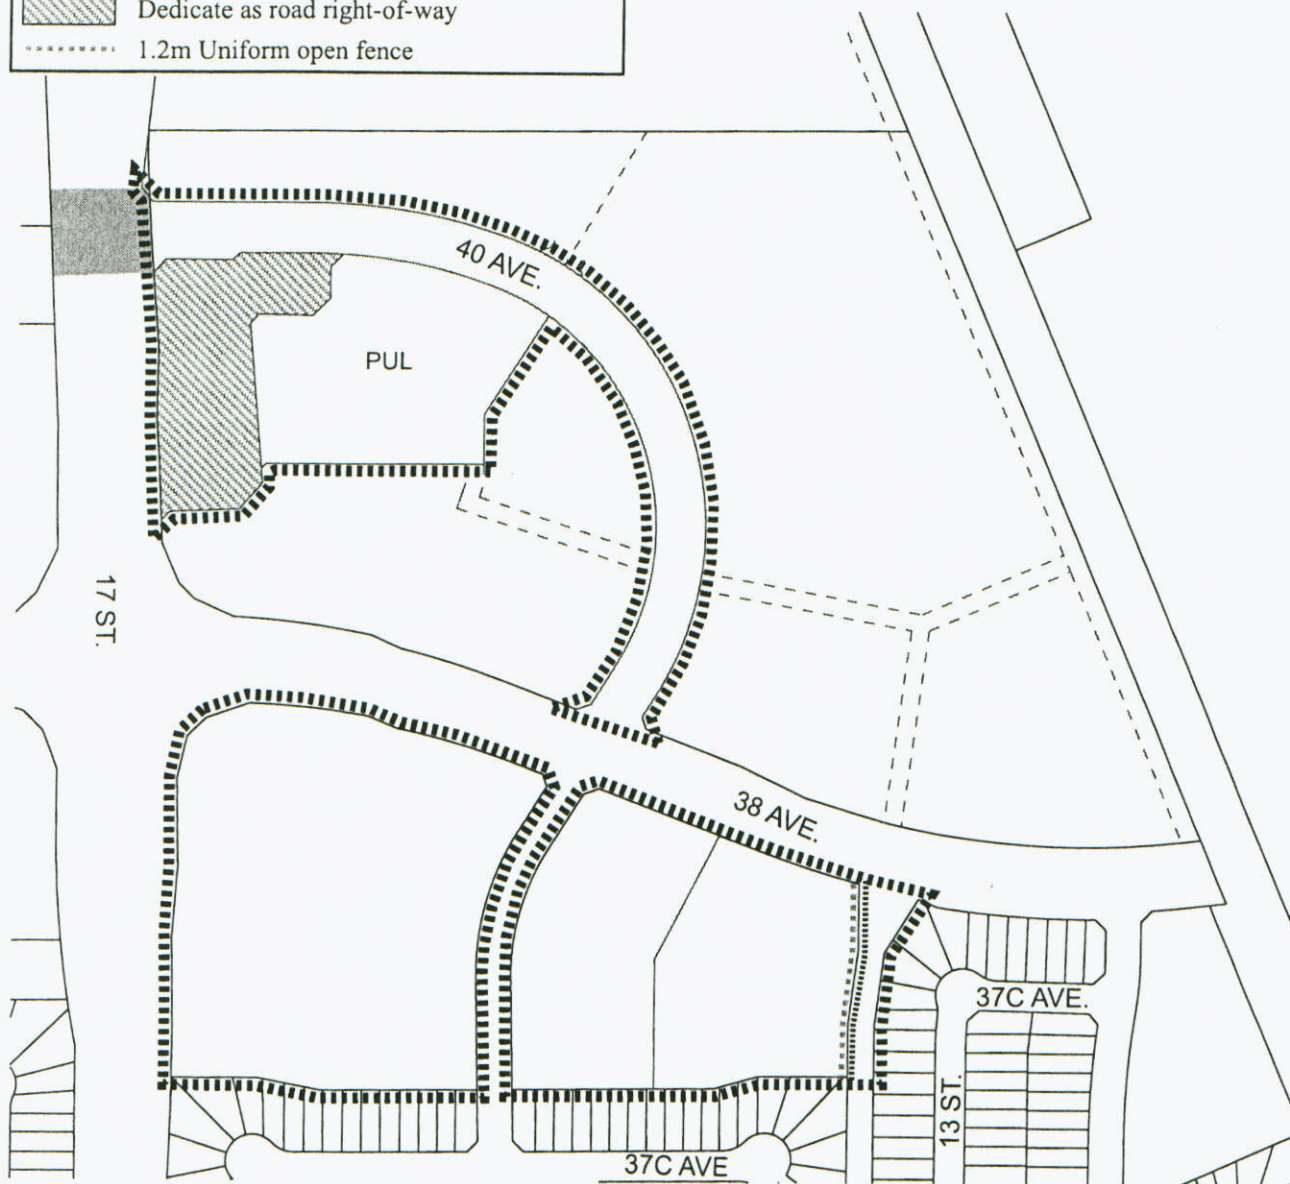 Dedicate as road right-of-way
1.2m Uniform open fence
40 AVE.
PUL
17 ST.
38 AVE.
37C AVE.
13 ST.
37C AVE